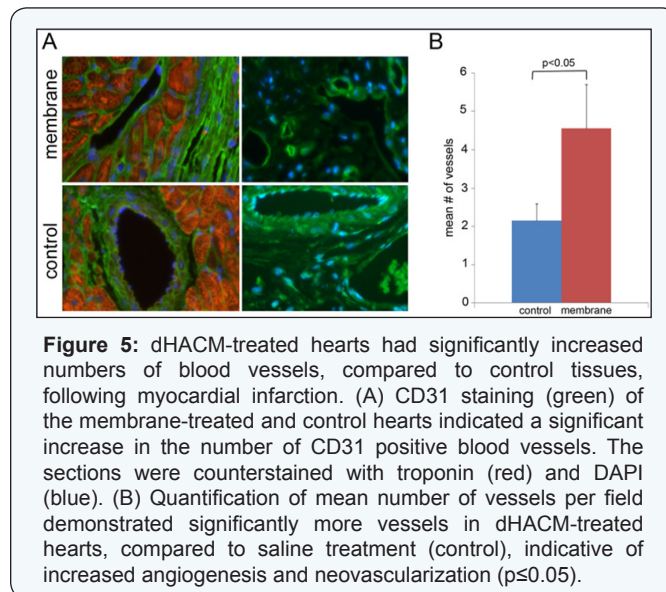 A
B
membrane
control
p<0.05
mean # of vessels
6
5
4
3
2
1
0
control membrane
Figure 5: dHACM-treated hearts had significantly increased
numbers of blood vessels, compared to control tissues,
following myocardial infarction. (A) CD31 staining (green) of
the membrane-treated and control hearts indicated a significant
increase in the number of CD31 positive blood vessels. The
sections were counterstained with troponin (red) and DAPI
(blue). (B) Quantification of mean number of vessels per field
demonstrated significantly more vessels in dHACM-treated
hearts, compared to saline treatment (control), indicative of
increased angiogenesis and neovascularization (p≤0.05).